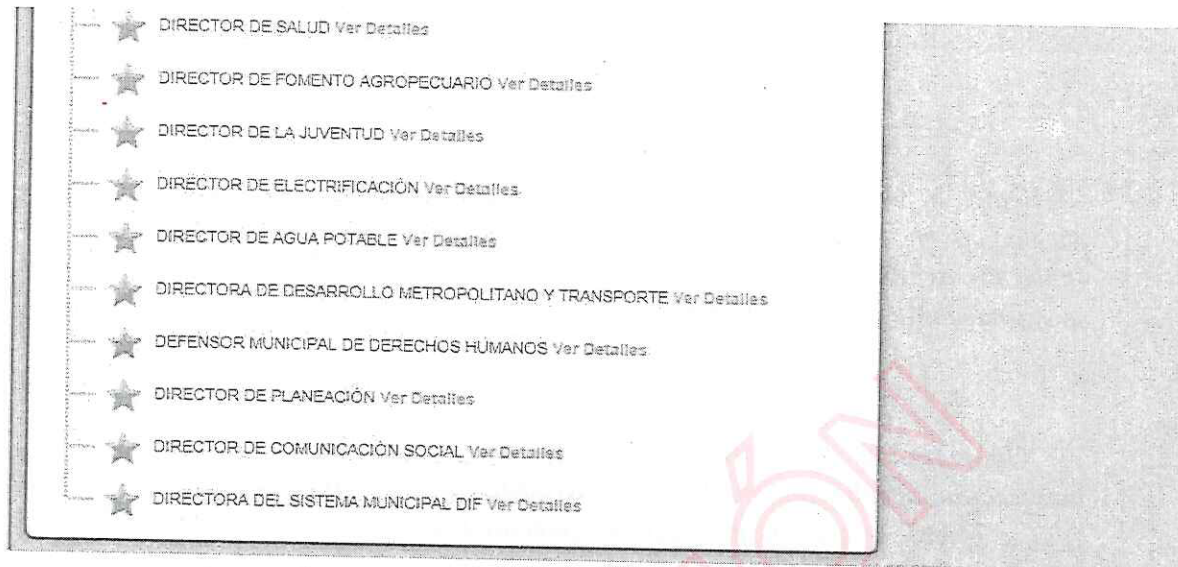 DIRECTOR DE SALUD Ver Detalles
DIRECTOR DE FOMENTO AGROPECUARIO Ver Detalles
DIRECTOR DE LA JUVENTUD Ver Detalles
DIRECTOR DE ELECTRIFICACIÓN Ver Detalles
DIRECTOR DE AGUA POTABLE Ver Detalles
DIRECTORA DE DESARROLLO METROPOLITANO Y TRANSPORTE Ver Detalles
DEFENSOR MUNICIPAL DE DERECHOS HUMANOS Ver Detalles
DIRECTOR DE PLANEACIÓN Ver Detalles
DIRECTOR DE COMUNICACIÓN SOCIAL Ver Detalles
DIRECTORA DEL SISTEMA MUNICIPAL DIF Ver Detalles